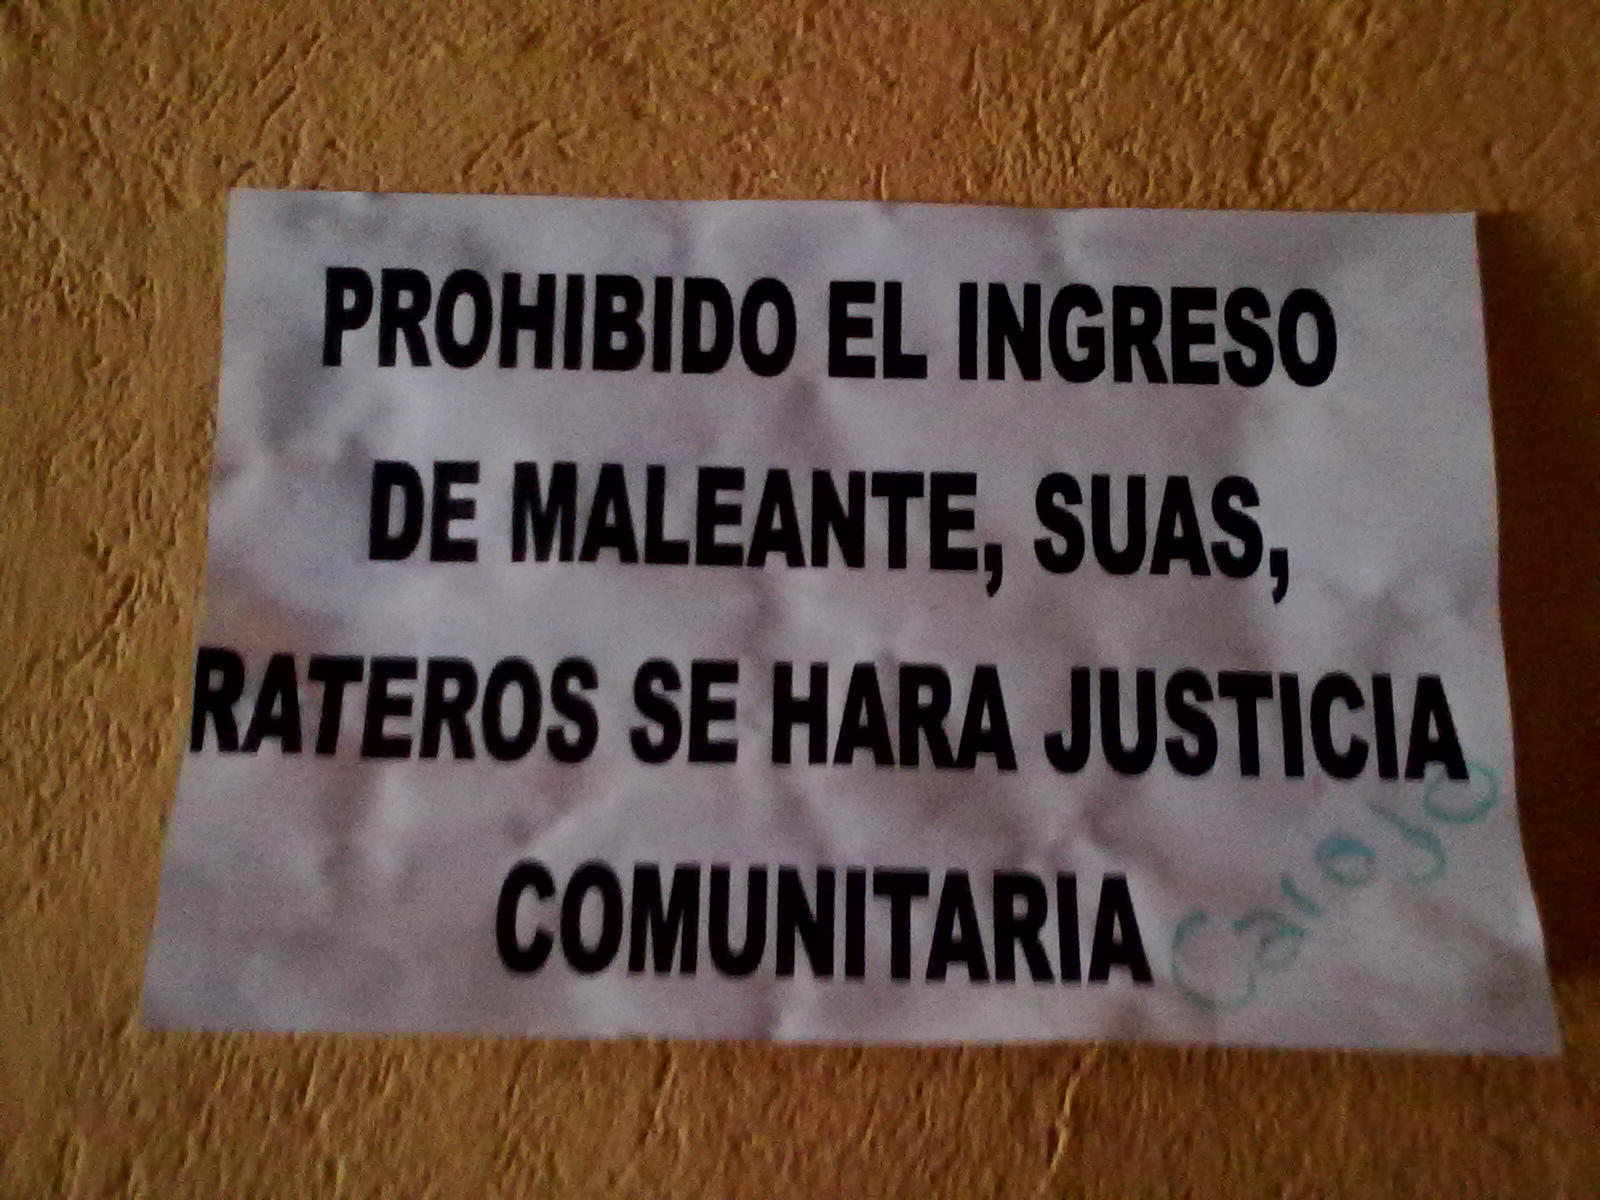 PROHIBIDO EL INGRESO
DE MALEANTE, SUAS,
RATEROS SE HARA JUSTICIA
COMUNITARIA
Carajo